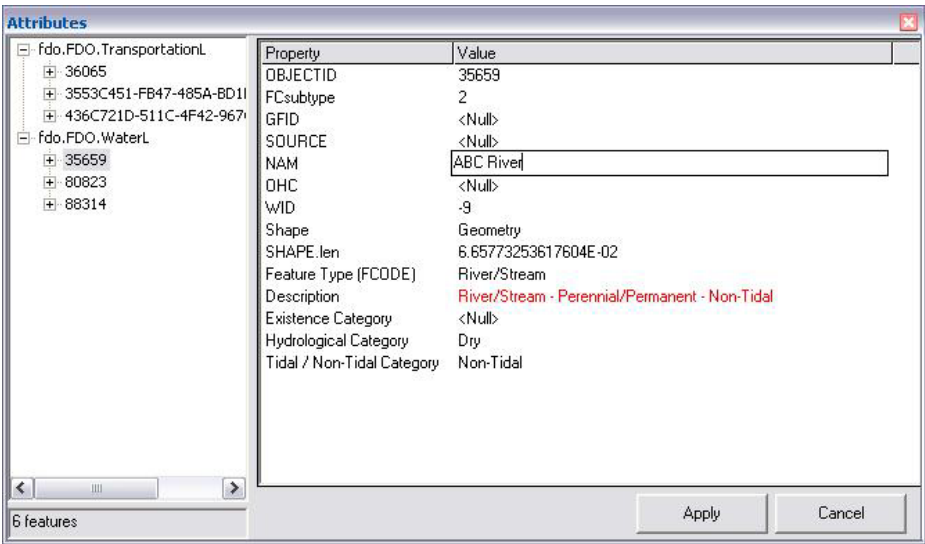 Attributes
fdo.FDO.TransportationL
36065
3553C451-FB47-485A-BD1
436C721D-511C-4F42-967
fdo.FDO.WaterL
35659
80823
88314
6 features
Property Value
OBJECTID 35659
FCsubtype 2
GFID <Null>
SOURCE <Null>
NAM ABC River
OHC <Null>
WID -9
Shape Geometry
SHAPE.len 6.65773253617604E-02
Feature Type (FCODE) River/Stream
Description River/Stream - Perennial/Permanent - Non-Tidal
Existence Category <Null>
Hydrological Category Dry
Tidal / Non-Tidal Category Non-Tidal
Apply Cancel